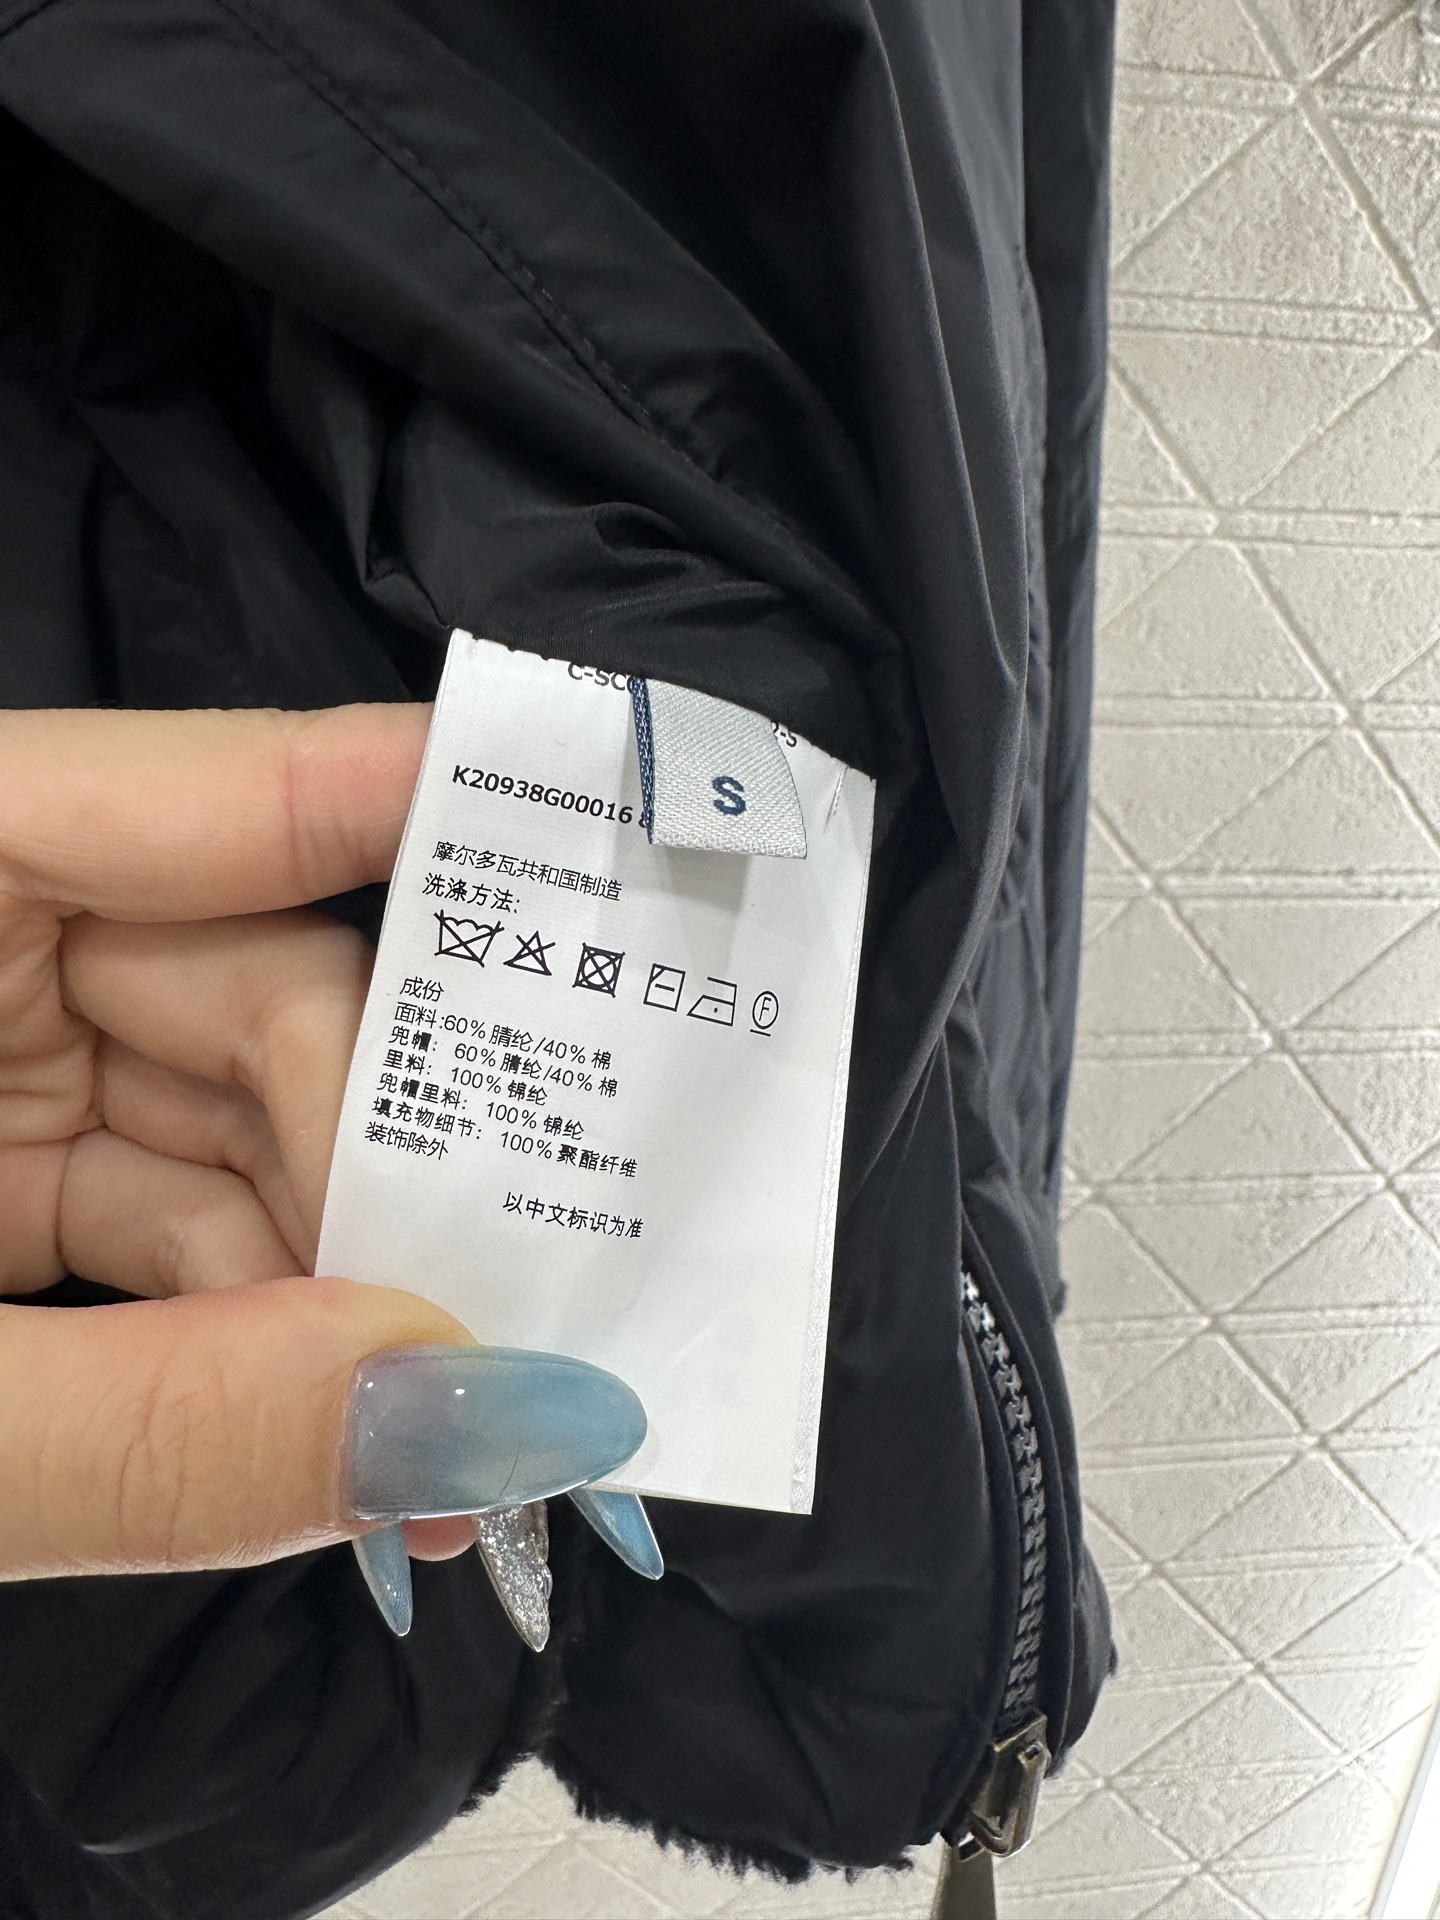 C-SC
2-S
S
K20938G00016
摩尔多瓦共和国制造
洗涤方法:
F
成份
面料:60% 腈纶/40% 棉
兜帽: 60% 腈纶/40% 棉
里料: 100% 锦纶
兜帽里料: 100% 锦纶
填充物细节: 100% 聚酯纤维
装饰除外
以中文标识为准